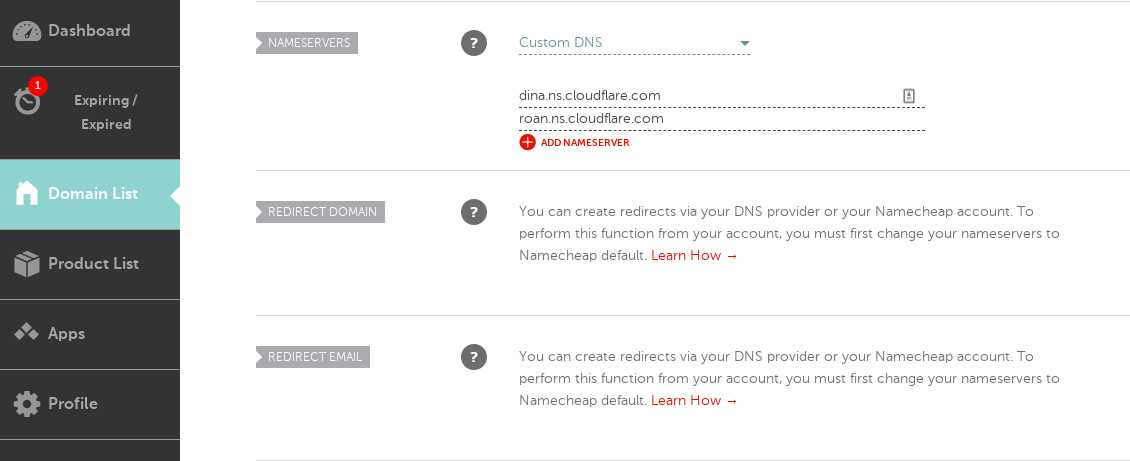 Dashboard
1
Expiring /
Expired
Domain List
Product List
Apps
Profile
NAMESERVERS
?
Custom DNS
dina.ns.cloudflare.com
roan.ns.cloudflare.com
ADD NAMESERVER
REDIRECT DOMAIN
?
You can create redirects via your DNS provider or your Namecheap account. To
perform this function from your account, you must first change your nameservers to
Namecheap default. Learn How →
REDIRECT EMAIL
?
You can create redirects via your DNS provider or your Namecheap account. To
perform this function from your account, you must first change your nameservers to
Namecheap default. Learn How →